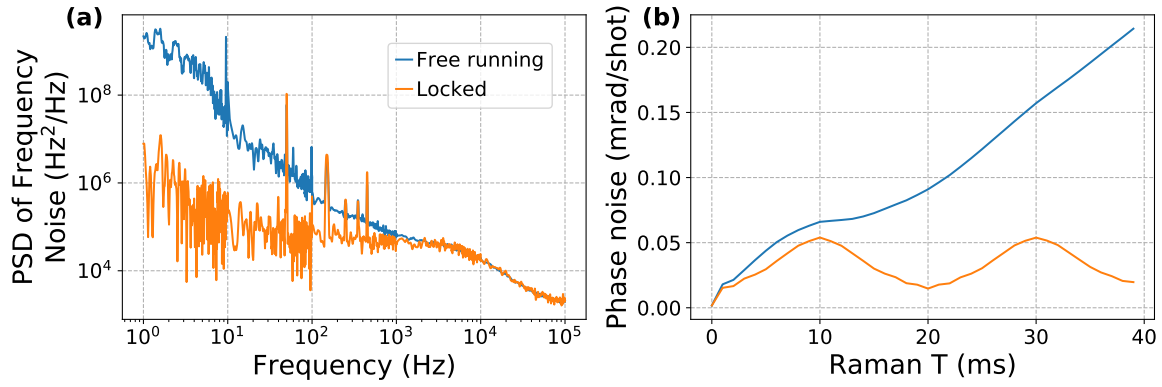 (a)
PSD of Frequency
Noise (Hz²/Hz)
10⁸
10⁶
10⁴
Free running
Locked
10⁰ 10¹ 10² 10³ 10⁴ 10⁵
Frequency (Hz)
(b)
Phase noise (mrad/shot)
0.20
0.15
0.10
0.05
0.00
0 10 20 30 40
Raman T (ms)